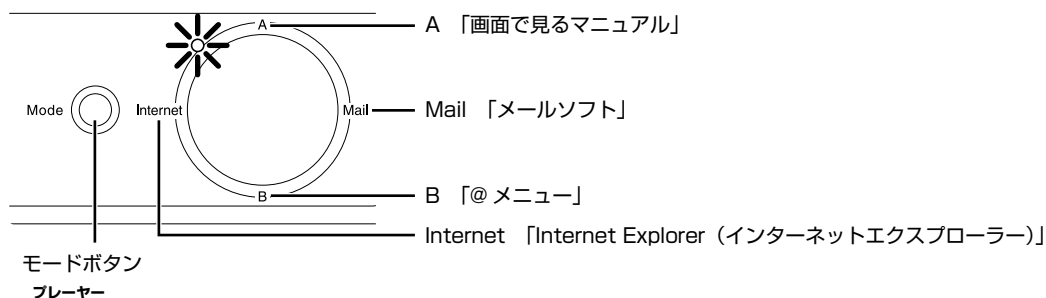 A
A 「画面で見るマニュアル」
Mode
Internet
Mail
Mail 「メールソフト」
B
B 「@ メニュー」
Internet 「Internet Explorer（インターネットエクスプローラー）」
モードボタン
プレーヤー